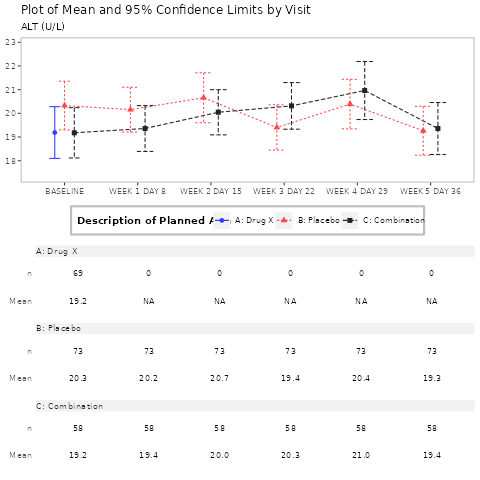 Plot of Mean and 95% Confidence Limits by Visit
ALT (U/L)
23
22
21
20
19
18
BASELINE WEEK 1 DAY 8 WEEK 2 DAY 15 WEEK 3 DAY 22 WEEK 4 DAY 29 WEEK 5 DAY 36
Description of Planned A: Drug X B: Placebo C: Combination
A: Drug X
n 69 0 0 0 0 0
Mean 19.2 NA NA NA NA NA
B: Placebo
n 73 73 73 73 73 73
Mean 20.3 20.2 20.7 19.4 20.4 19.3
C: Combination
n 58 58 58 58 58 58
Mean 19.2 19.4 20.0 20.3 21.0 19.4